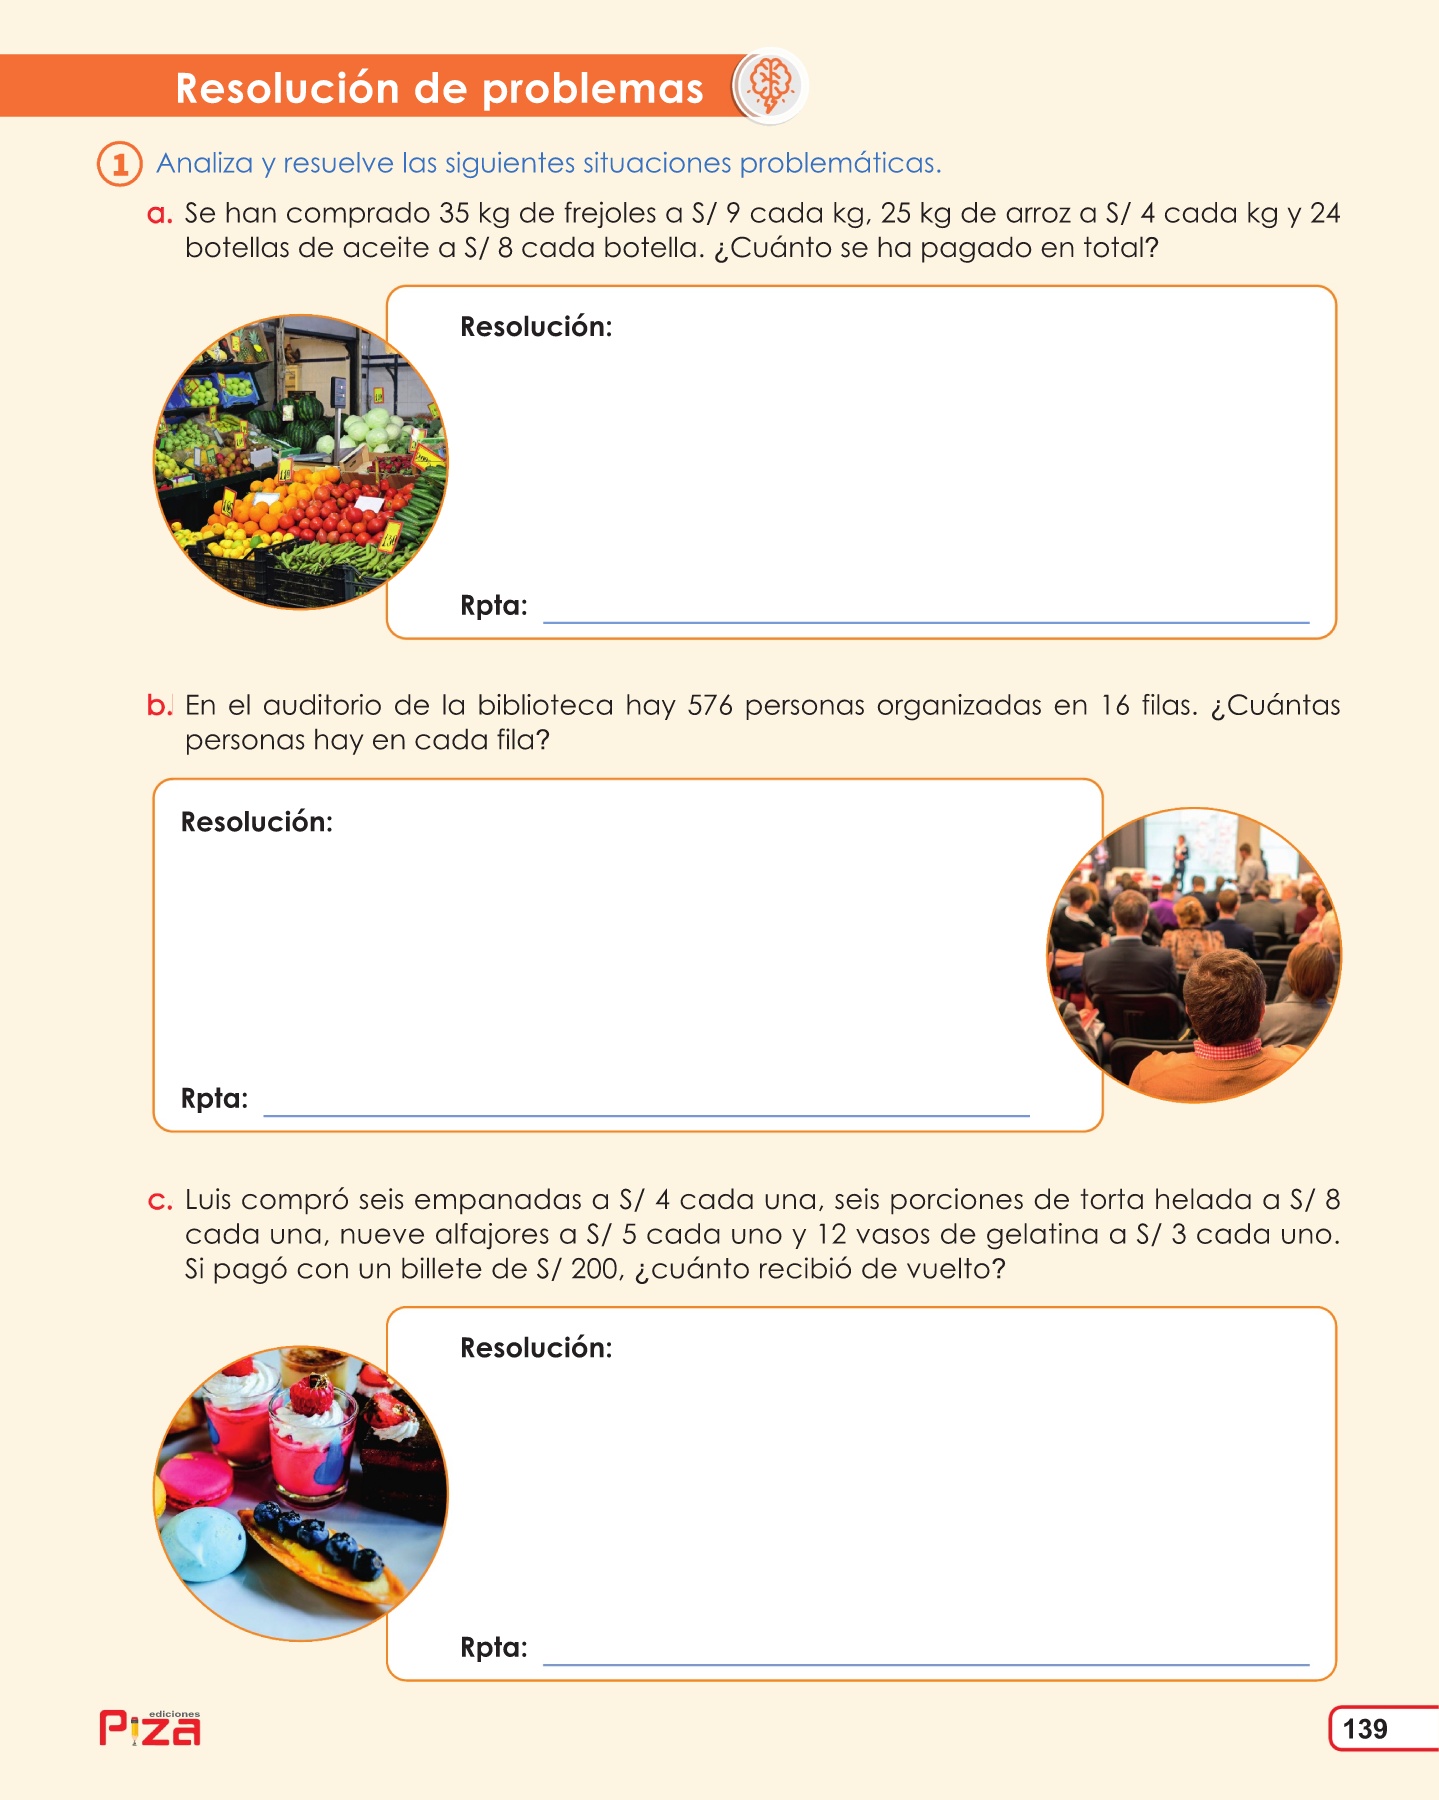 Resolución de problemas
1 Analiza y resuelve las siguientes situaciones problemáticas.
a. Se han comprado 35 kg de frejoles a S/ 9 cada kg, 25 kg de arroz a S/ 4 cada kg y 24
botellas de aceite a S/ 8 cada botella. ¿Cuánto se ha pagado en total?
Resolución:
Rpta:
b. En el auditorio de la biblioteca hay 576 personas organizadas en 16 filas. ¿Cuántas
personas hay en cada fila?
Resolución:
Rpta:
c. Luis compró seis empanadas a S/ 4 cada una, seis porciones de torta helada a S/ 8
cada una, nueve alfajores a S/ 5 cada uno y 12 vasos de gelatina a S/ 3 cada uno.
Si pagó con un billete de S/ 200, ¿cuánto recibió de vuelto?
Resolución:
Rpta:
ediciones
Piza
139